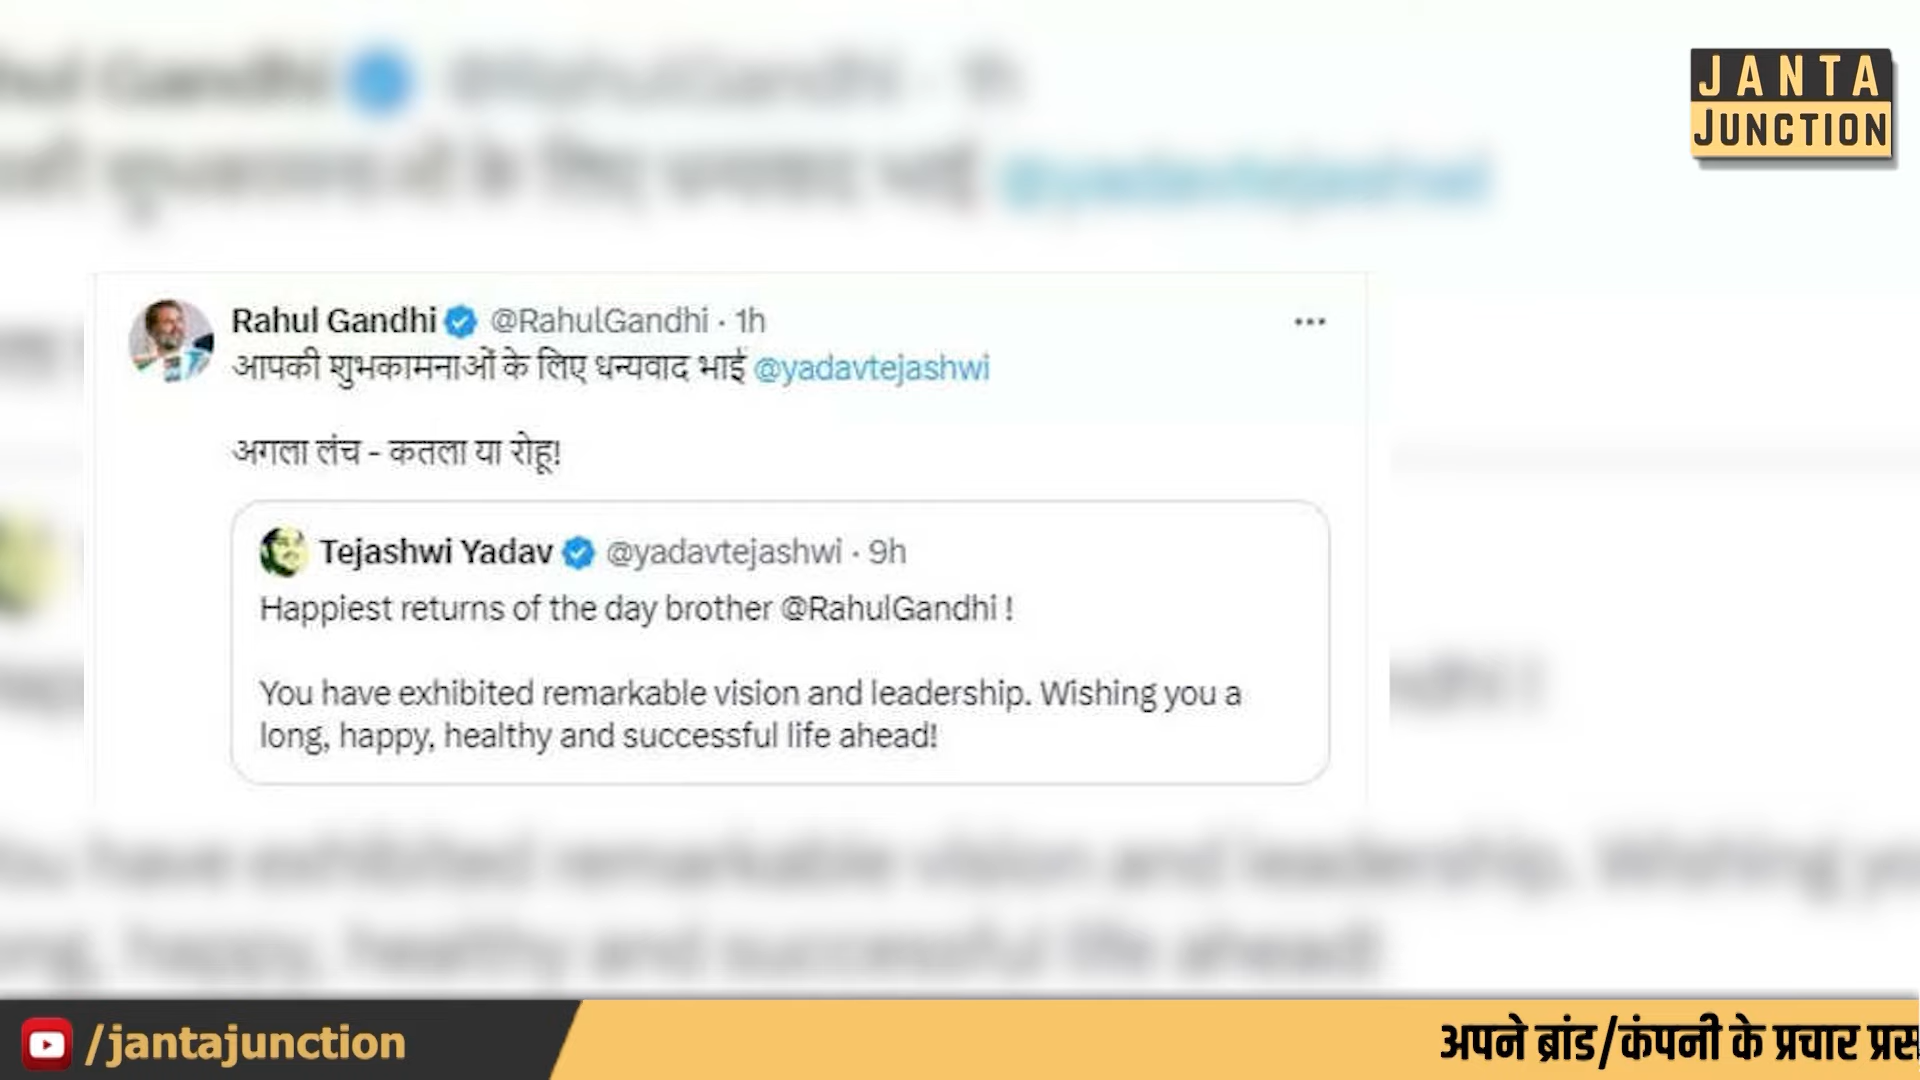 JANTA
JUNCTION
Rahul Gandhi @RahulGandhi · 1h
आपकी शुभकामनाओं के लिए धन्यवाद भाई @yadavtejashwi
अगला लंच - कतला या रोहू!
Tejashwi Yadav @yadavtejashwi · 9h
Happiest returns of the day brother @RahulGandhi !
You have exhibited remarkable vision and leadership. Wishing you a
long, happy, healthy and successful life ahead!
/jantajunction
अपने ब्रांड/कंपनी के प्रचार